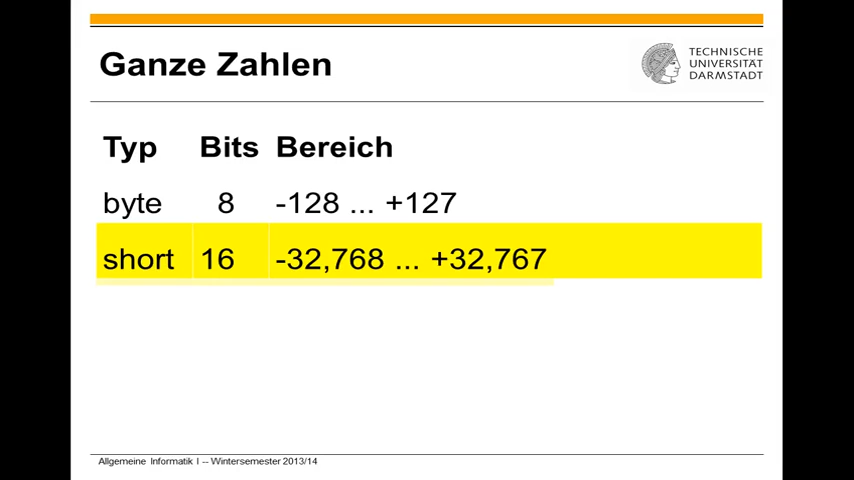 Ganze Zahlen
TECHNISCHE
UNIVERSITÄT
DARMSTADT
Typ Bits Bereich
byte 8 -128 ... +127
short 16 -32,768 ... +32,767
Allgemeine Informatik I -- Wintersemester 2013/14